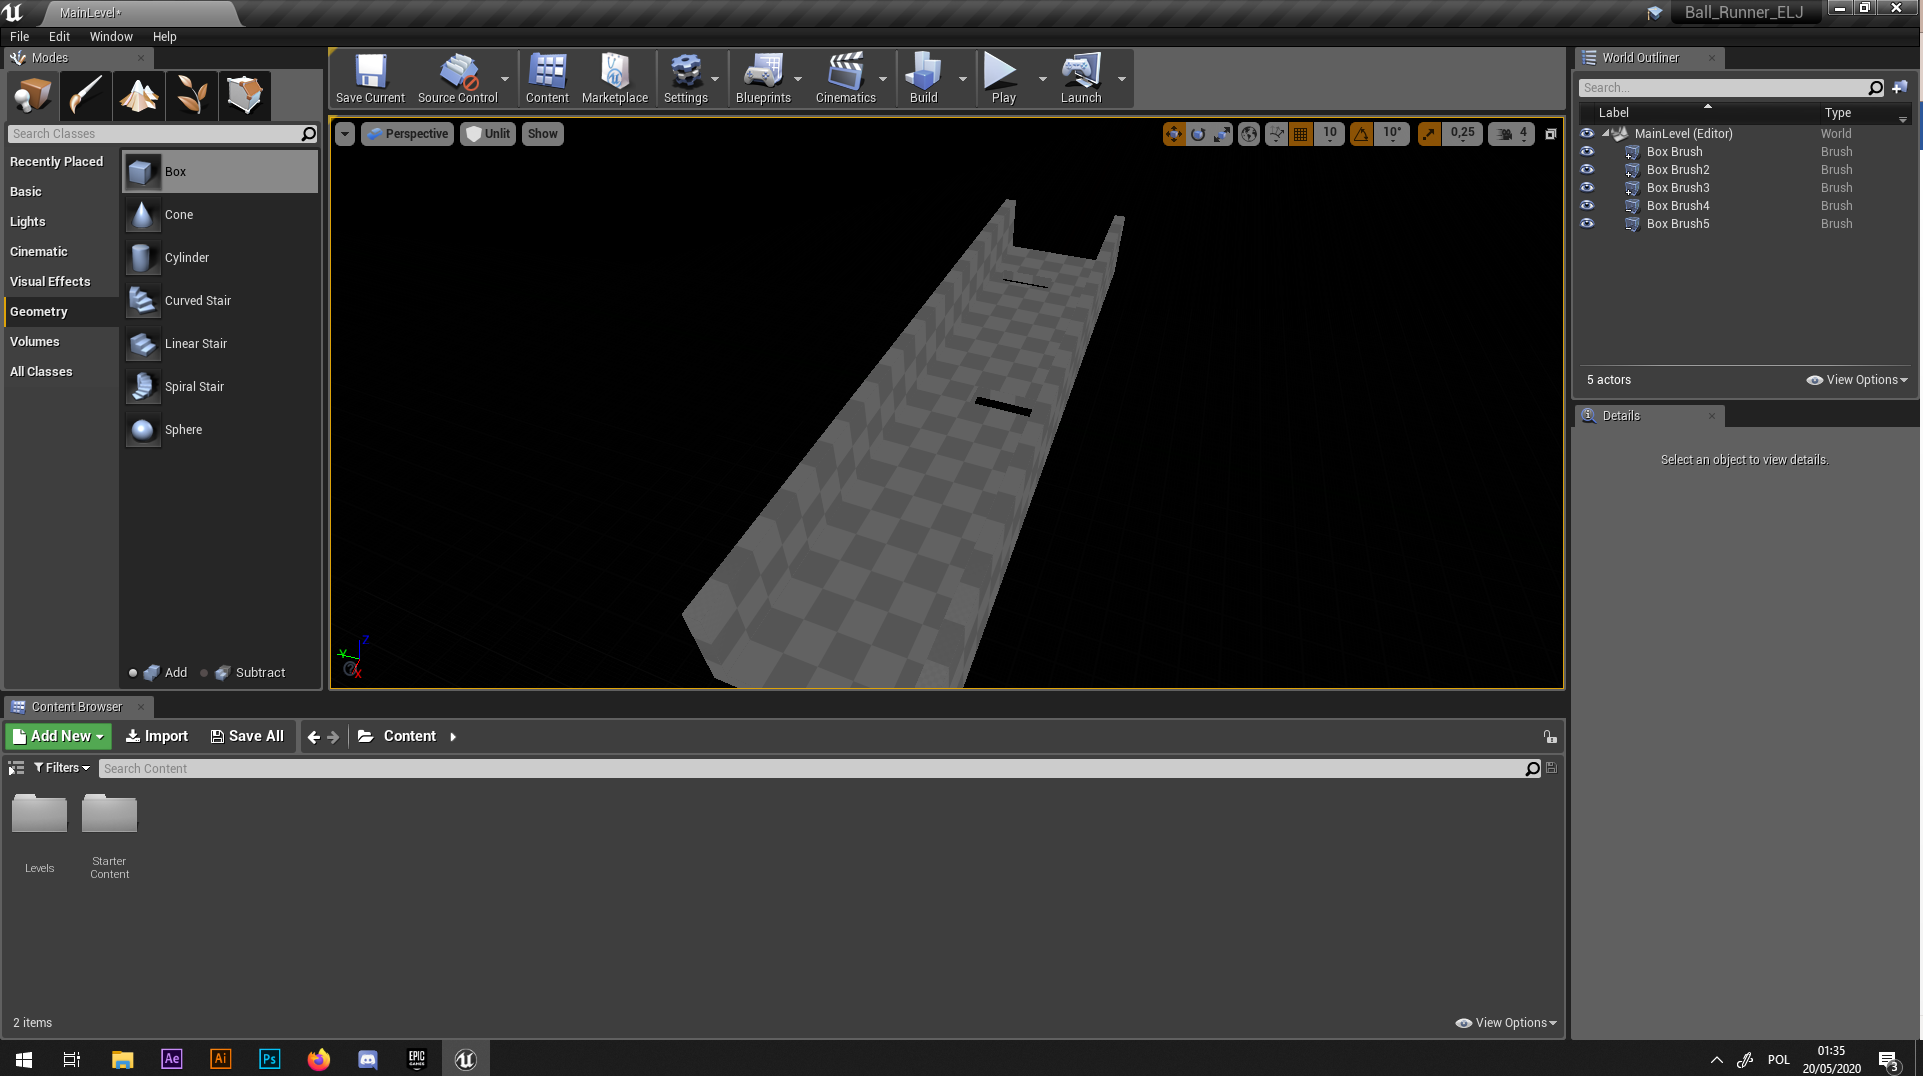 MainLevel*
Ball_Runner_ELJ
File Edit Window Help
Modes
Search Classes
Recently Placed
Basic
Lights
Cinematic
Visual Effects
Geometry
Volumes
All Classes
Box
Cone
Cylinder
Curved Stair
Linear Stair
Spiral Stair
Sphere
Add Subtract
Save Current Source Control Content Marketplace Settings Blueprints Cinematics Build Play Launch
Perspective Unlit Show
10 10° 0,25 4
Z
Y
X
World Outliner
Search...
Label Type
MainLevel (Editor) World
Box Brush Brush
Box Brush2 Brush
Box Brush3 Brush
Box Brush4 Brush
Box Brush5 Brush
5 actors View Options
Details
Select an object to view details.
Content Browser
Add New Import Save All Content
Filters Search Content
Levels
Starter
Content
2 items View Options
Ae Ai Ps EPIC
GAMES
POL
01:35
20/05/2020
3